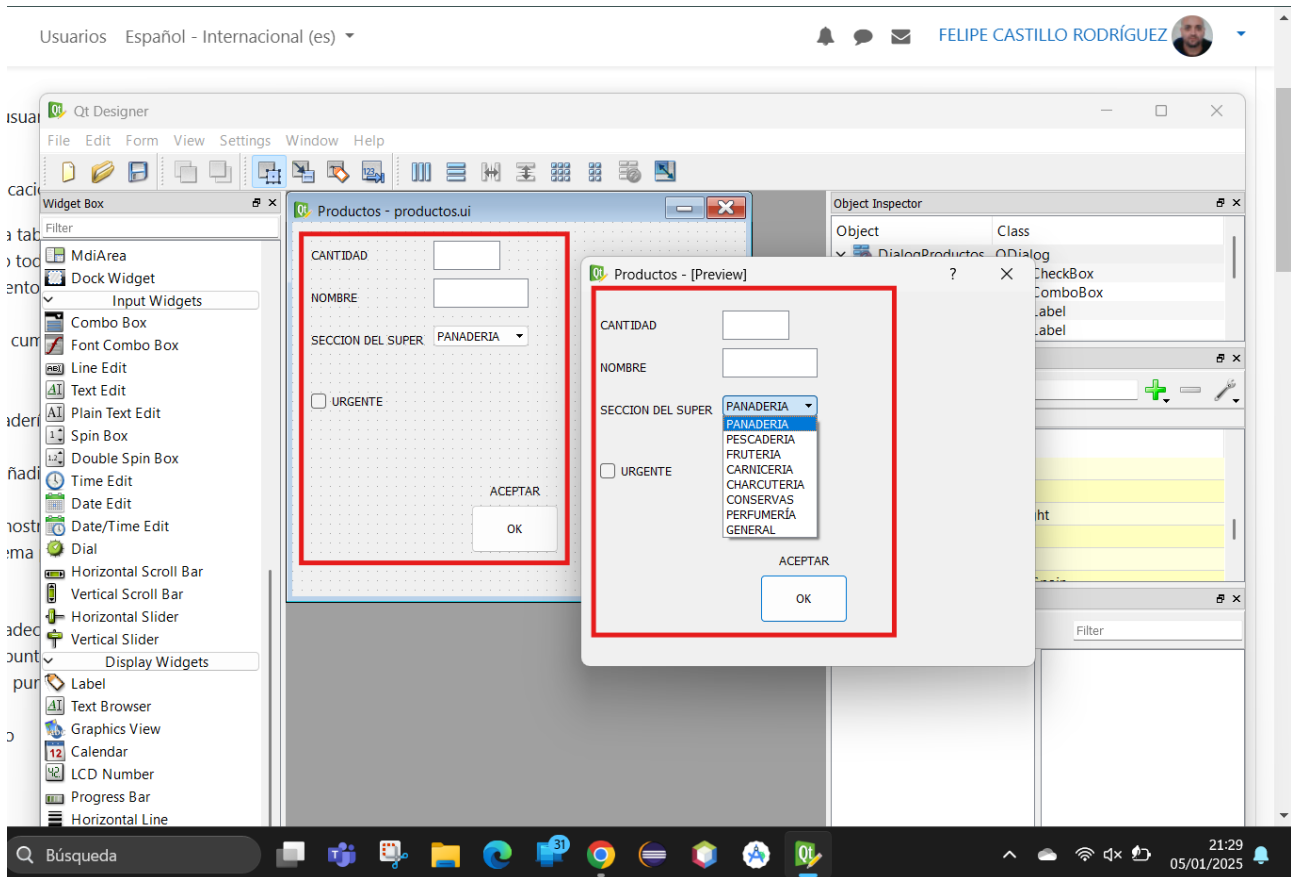 Usuarios Español - Internacional (es)
FELIPE CASTILLO RODRÍGUEZ
Qt Designer
File Edit Form View Settings Window Help
Widget Box
Filter
MdiArea
Dock Widget
Input Widgets
Combo Box
Font Combo Box
Line Edit
Text Edit
Plain Text Edit
Spin Box
Double Spin Box
Time Edit
Date Edit
Date/Time Edit
Dial
Horizontal Scroll Bar
Vertical Scroll Bar
Horizontal Slider
Vertical Slider
Display Widgets
Label
Text Browser
Graphics View
Calendar
LCD Number
Progress Bar
Horizontal Line
Productos - productos.ui
CANTIDAD
NOMBRE
SECCION DEL SUPER PANADERIA
URGENTE
ACEPTAR
OK
Productos - [Preview] ?
CANTIDAD
NOMBRE
SECCION DEL SUPER PANADERIA
PANADERIA
PESCADERIA
FRUTERIA
CARNICERIA
CHARCUTERIA
CONSERVAS
PERFUMERÍA
GENERAL
URGENTE
ACEPTAR
OK
Object Inspector
Object Class
DialogProductos QDialog
CheckBox
ComboBox
Label
Label
Filter
Búsqueda
31
21:29
05/01/2025